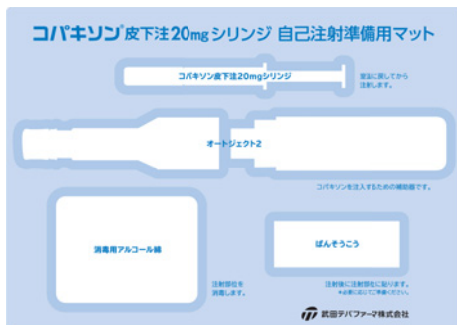 コパキソン®皮下注20mgシリンジ 自己注射準備用マット
コパキソン皮下注20mgシリンジ
室温に戻してから
注射します。
オートジェクト2
コパキソンを注入するための補助器です。
消毒用アルコール綿
注射部位を
消毒します。
ばんそうこう
注射後に注射部位に貼ります。
*必要に応じてご準備ください。
武田テバファーマ株式会社